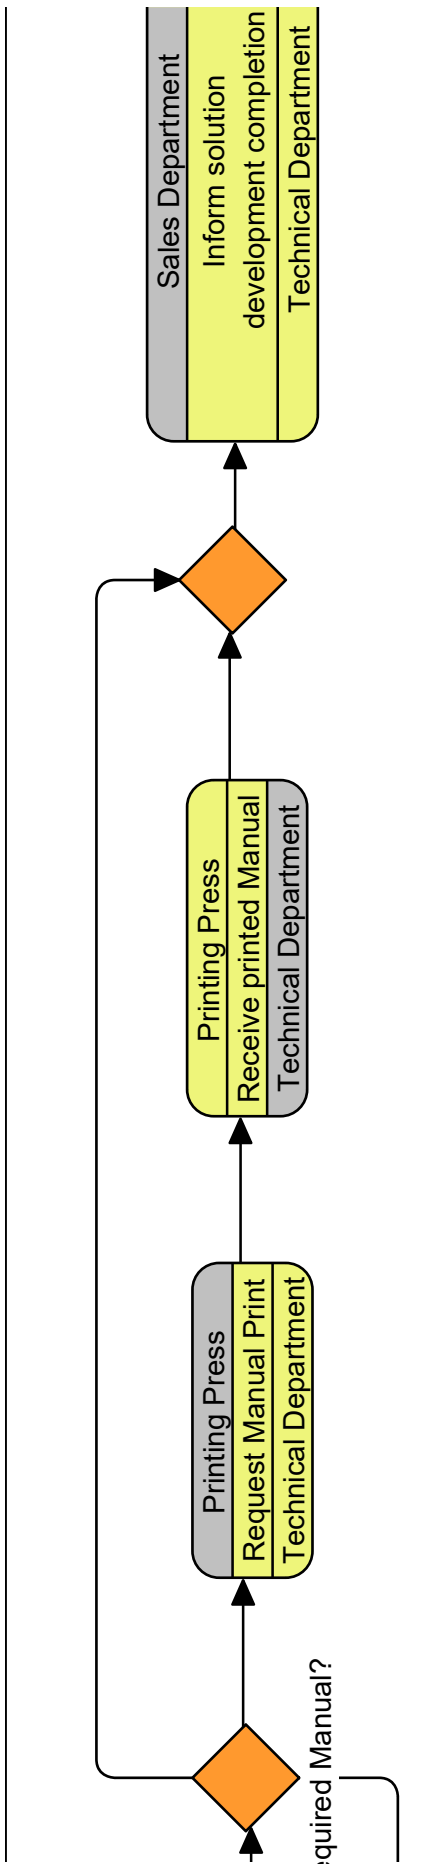 equired Manual?
Printing Press
Request Manual Print
Technical Department
Printing Press
Receive printed Manual
Technical Department
Sales Department
Inform solution
development completion
Technical Department